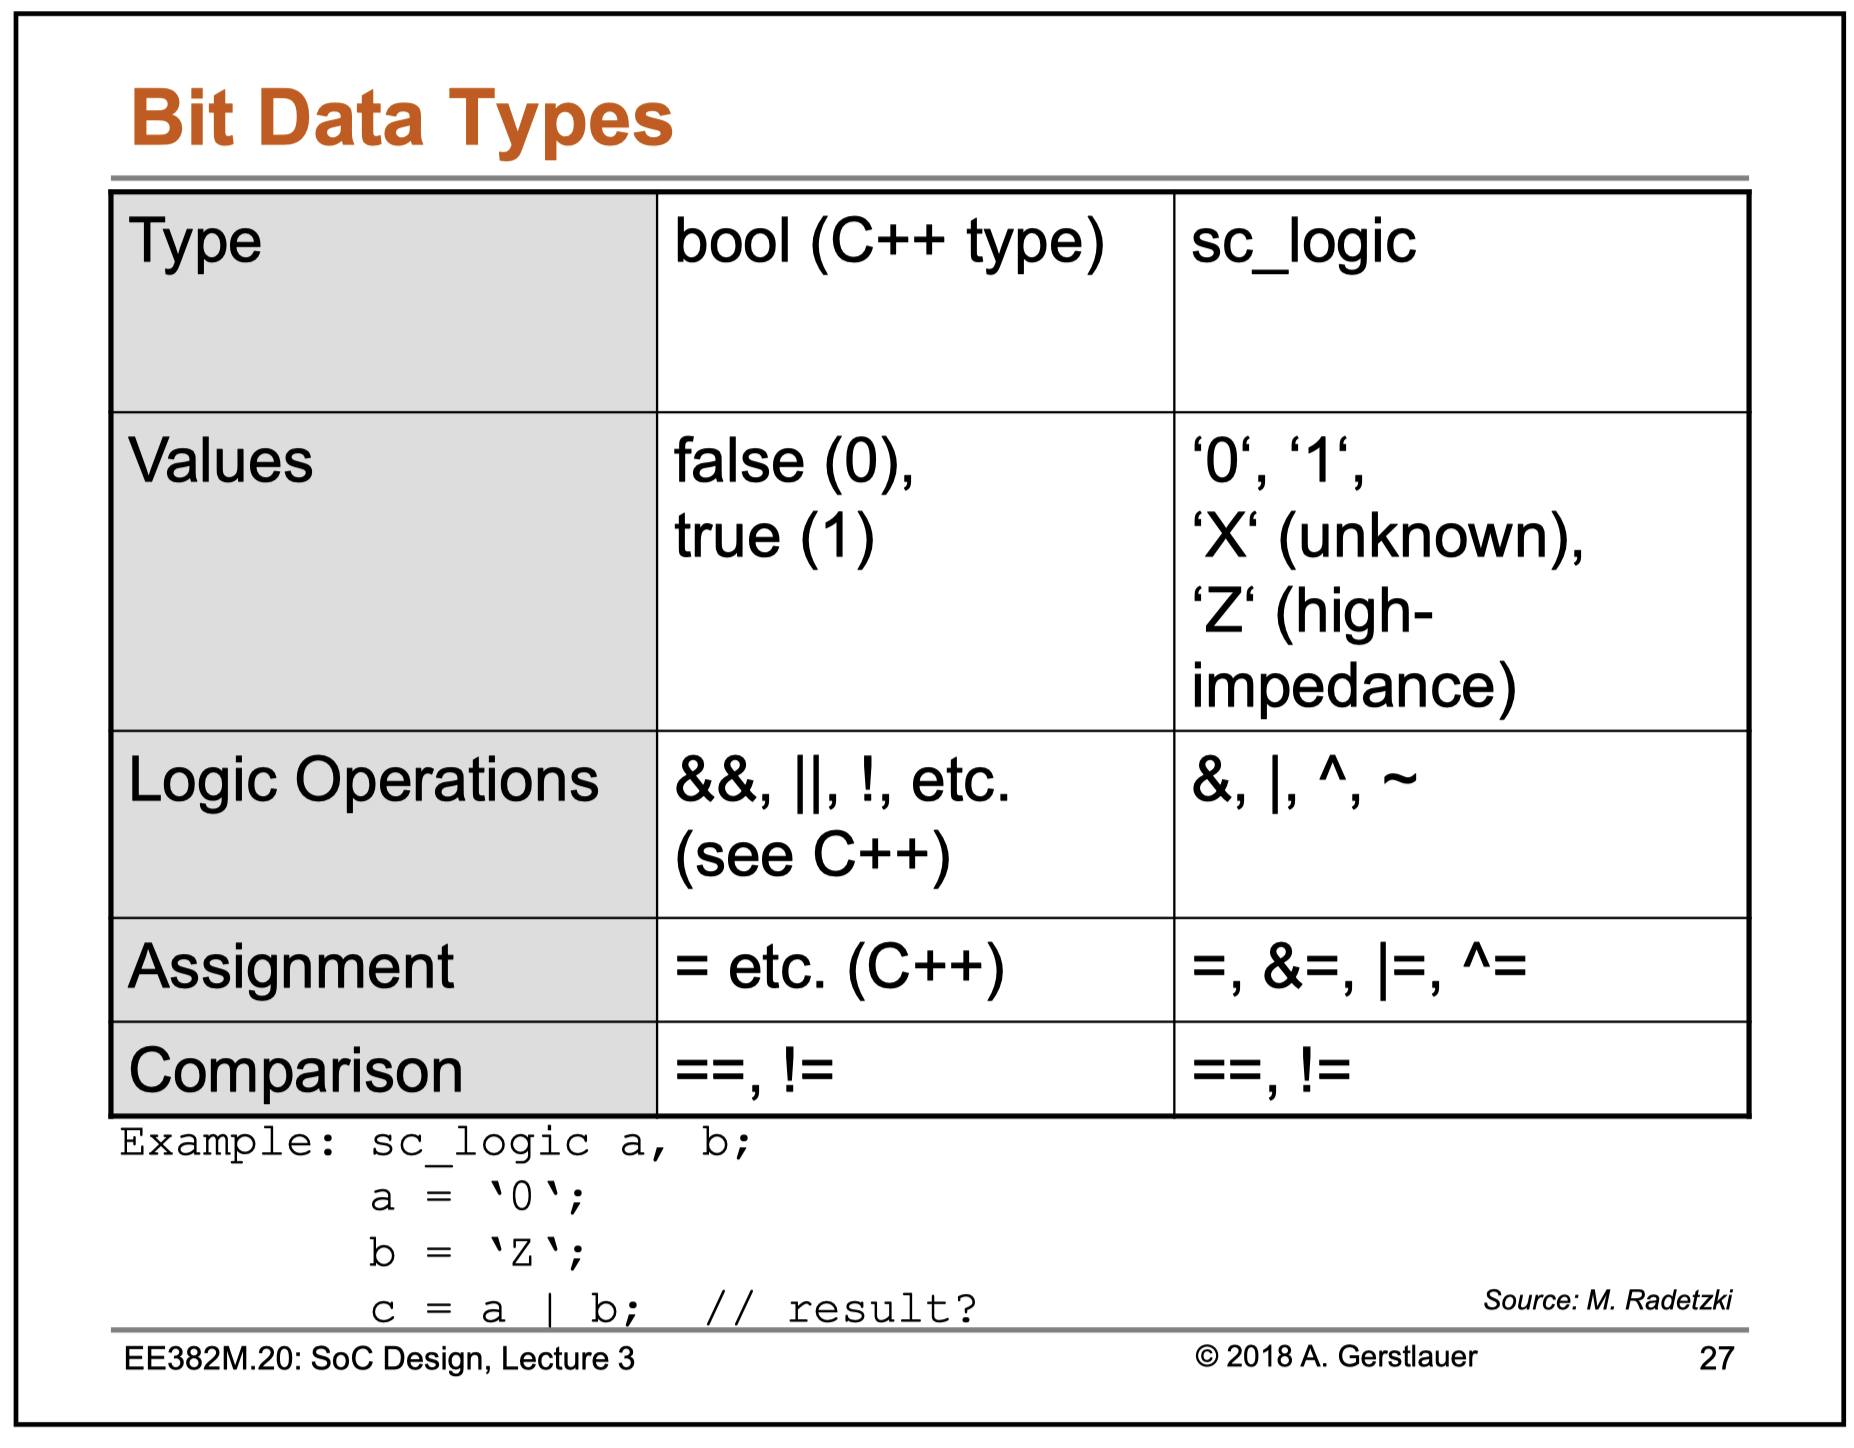 Bit Data Types
Type
bool (C++ type)
sc_logic
Values
false (0),
true (1)
‘0‘, ‘1‘,
‘X‘ (unknown),
‘Z‘ (high-
impedance)
Logic Operations
&&, ||, !, etc.
(see C++)
&, |, ^, ~
Assignment
= etc. (C++)
=, &=, |=, ^=
Comparison
==, !=
==, !=
Example: sc_logic a, b;
a = ‘0‘;
b = ‘Z‘;
c = a | b; // result?
Source: M. Radetzki
EE382M.20: SoC Design, Lecture 3
© 2018 A. Gerstlauer
27